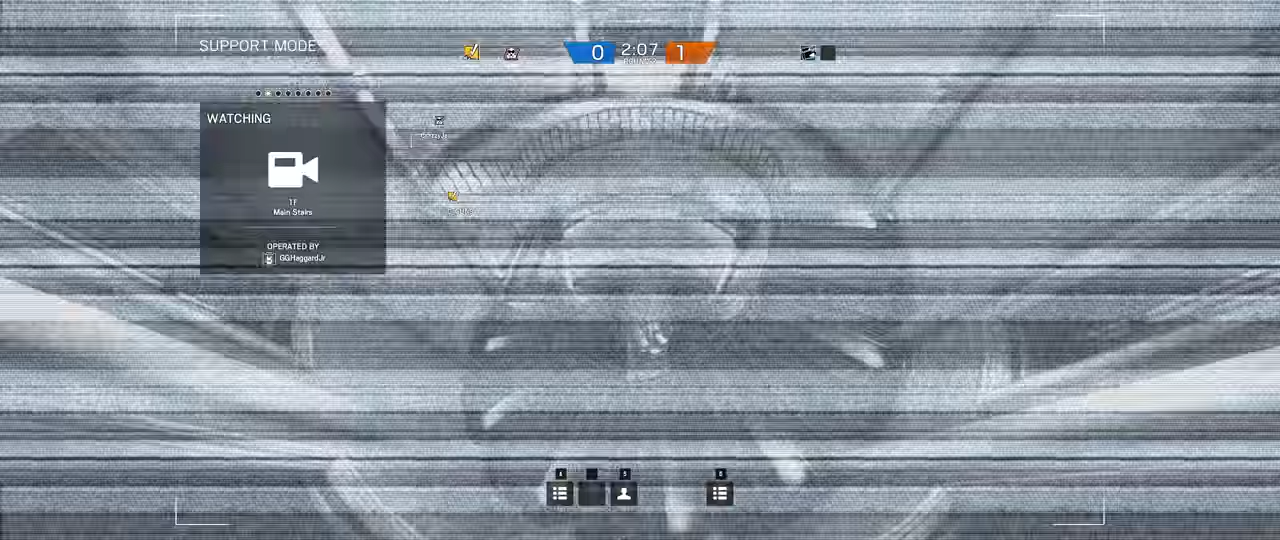 SUPPORT MODE
0 2:07 1
WATCHING
1F
Main Stairs
OPERATED BY
GGHaggardJr